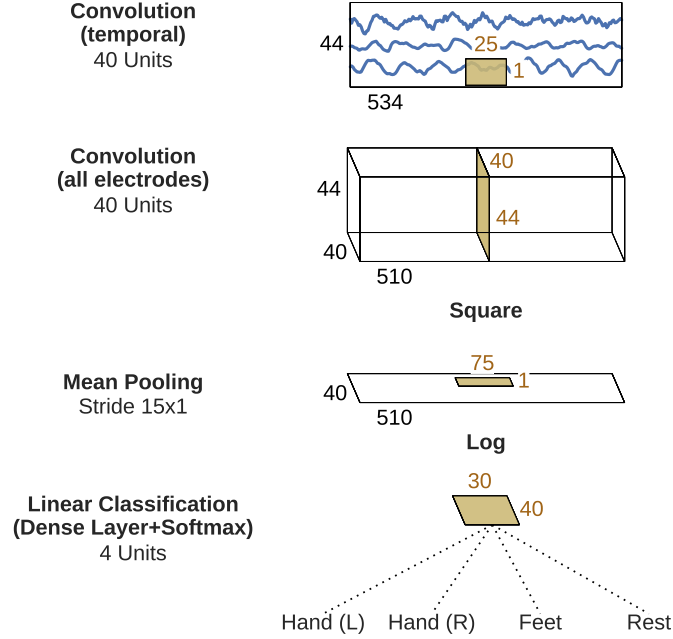 Convolution
(temporal)
40 Units
44
25
1
534
Convolution
(all electrodes)
40 Units
40
44
44
40
510
Square
Mean Pooling
Stride 15x1
75
1
40
510
Log
Linear Classification
(Dense Layer+Softmax)
4 Units
30
40
Hand (L) Hand (R) Feet Rest